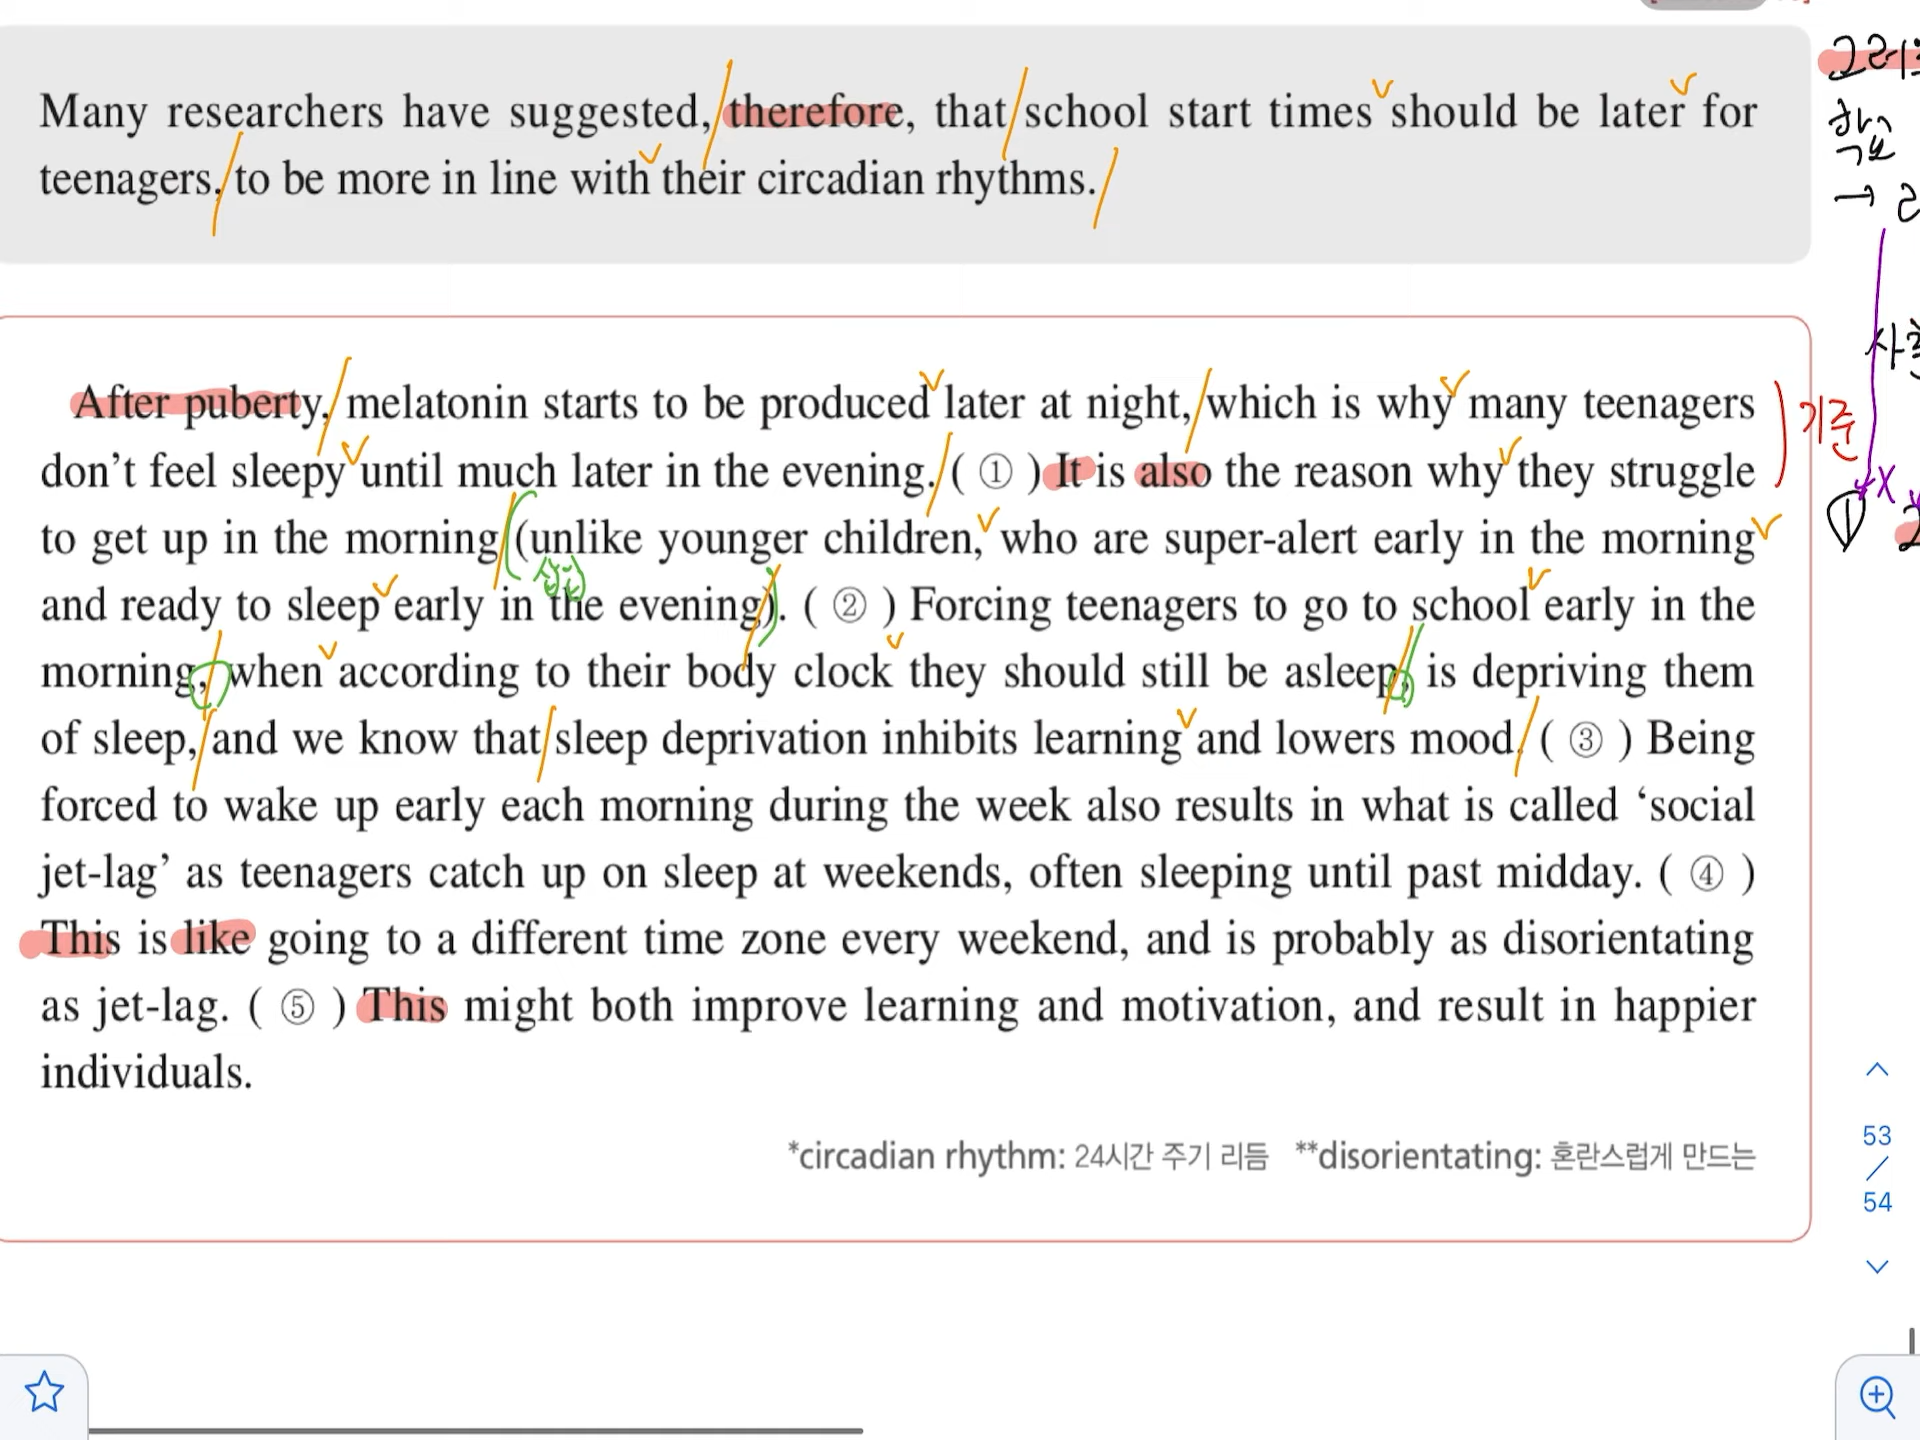 Many researchers have suggested, therefore, that school start times should be later for
teenagers, to be more in line with their circadian rhythms.
After puberty, melatonin starts to be produced later at night, which is why many teenagers
don't feel sleepy until much later in the evening. ( ① ) It is also the reason why they struggle
to get up in the morning (unlike younger children, who are super-alert early in the morning
and ready to sleep early in the evening). ( ② ) Forcing teenagers to go to school early in the
morning, when according to their body clock they should still be asleep, is depriving them
of sleep, and we know that sleep deprivation inhibits learning and lowers mood. ( ③ ) Being
forced to wake up early each morning during the week also results in what is called ‘social
jet-lag’ as teenagers catch up on sleep at weekends, often sleeping until past midday. ( ④ )
This is like going to a different time zone every weekend, and is probably as disorientating
as jet-lag. ( ⑤ ) This might both improve learning and motivation, and result in happier
individuals.
*circadian rhythm: 24시간 주기 리듬 **disorientating: 혼란스럽게 만드는
기준
①
53
/
54